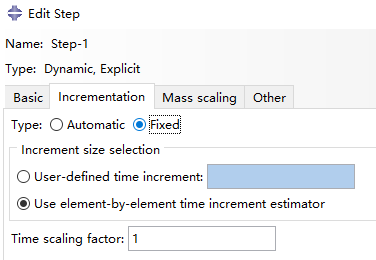 Edit Step
Name: Step-1
Type: Dynamic, Explicit
Basic Incrementation Mass scaling Other
Type: Automatic Fixed
Increment size selection
User-defined time increment:
Use element-by-element time increment estimator
Time scaling factor: 1